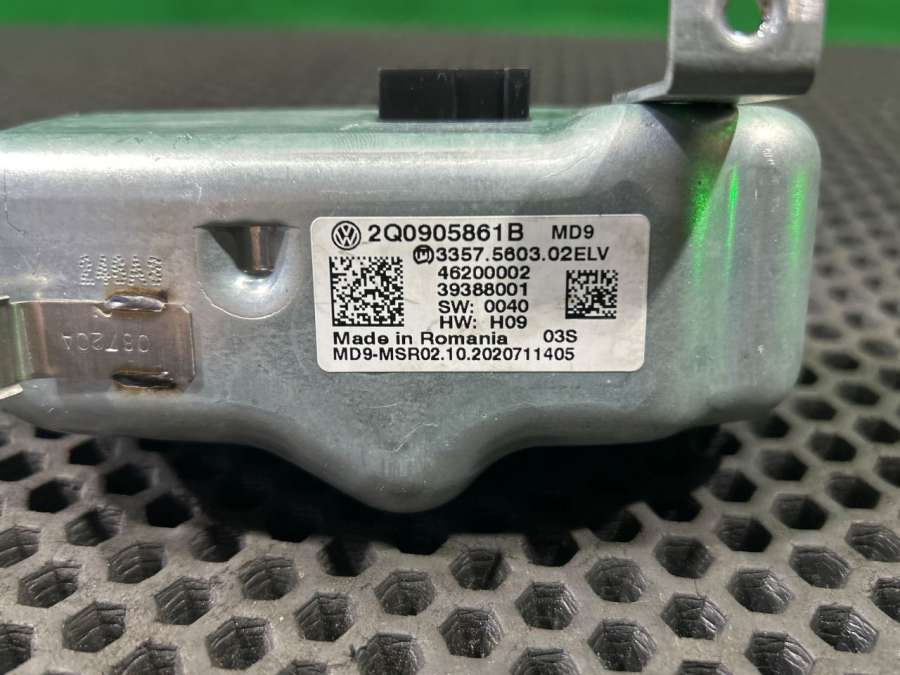 2Q0905861B MD9
3357.5603.02ELV
46200002
39388001
SW: 0040
HW: H09
Made in Romania 03S
MD9-MSR02.10.2020711405
08720A